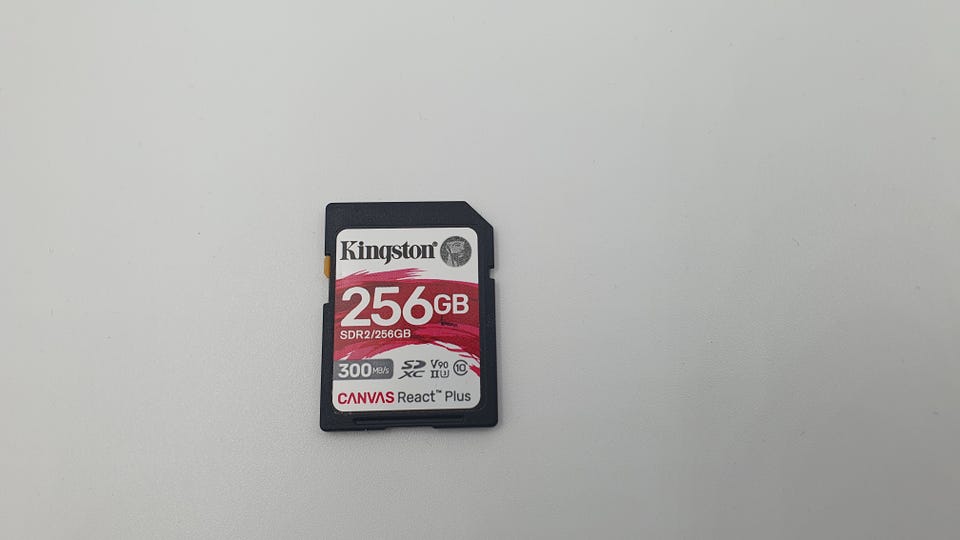 Kingston®
256GB
SDR2/256GB
300MB/s SDXC V90 II U3 10
CANVAS React™ Plus